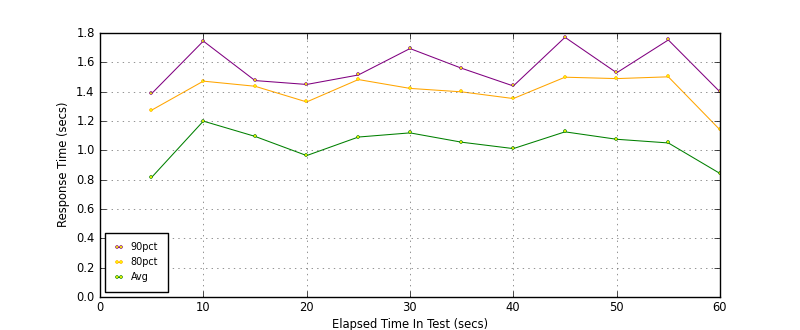 1.8
1.6
1.4
1.2
1.0
0.8
0.6
0.4
0.2
0.0
Response Time (secs)
90pct
80pct
Avg
0 10 20 30 40 50 60
Elapsed Time In Test (secs)